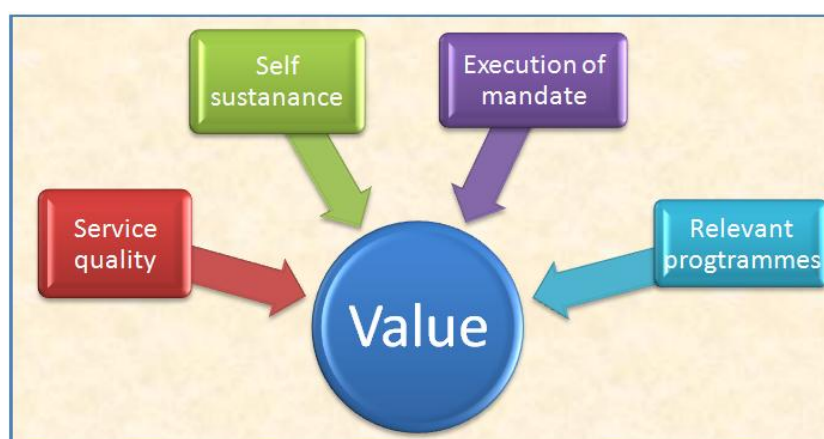 Self
sustanance
Execution of
mandate
Service
quality
Relevant
progtrammes
Value